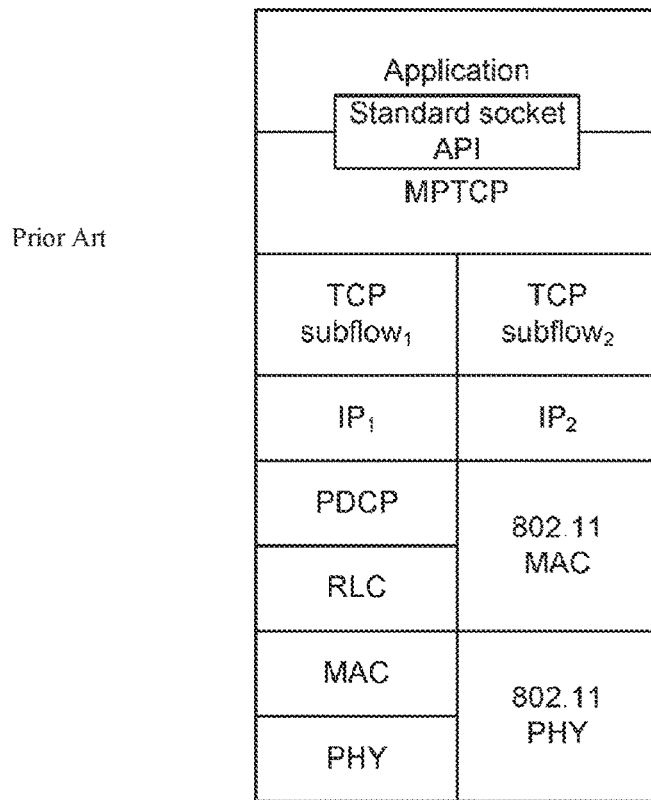 Application
Standard socket
API
MPTCP
Prior Art
TCP
subflow₁
TCP
subflow₂
IP₁
IP₂
PDCP
802.11
MAC
RLC
MAC
802.11
PHY
PHY